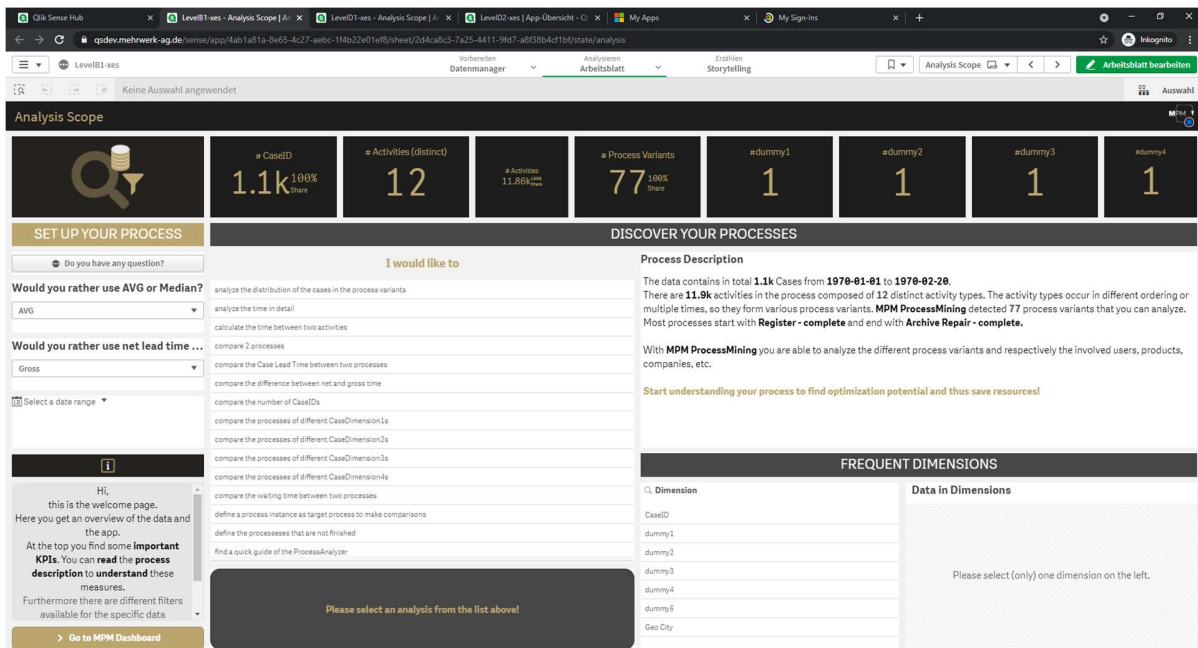 Qlik Sense Hub
LevelB1-xes - Analysis Scope | A
LevelD1-xes - Analysis Scope | A
LevelD2-xes | App-Übersicht - Q
My Apps
My Sign-Ins
qsdev.mehrwerk-ag.de/sense/app/4ab1a81a-8e65-4c27-aebc-1f4b22e01ef8/sheet/2d4ca8c3-7a25-4411-9fd7-a8f38b4cf1bf/state/analysis
Inkognito
LevelB1-xes
Vorbereiten
Datenmanager
Analysieren
Arbeitsblatt
Erzählen
Storytelling
Analysis Scope
Arbeitsblatt bearbeiten
Keine Auswahl angewendet
Auswahl
Analysis Scope
MPM
# CaseID
1.1k 100% Share
# Activities (distinct)
12
# Activities
11.86k 100% Share
# Process Variants
77 100% Share
#dummy1
1
#dummy2
1
#dummy3
1
#dummy4
1
SET UP YOUR PROCESS
DISCOVER YOUR PROCESSES
Do you have any question?
Would you rather use AVG or Median?
AVG
Would you rather use net lead time ...
Gross
Select a date range
i
Hi,
this is the welcome page.
Here you get an overview of the data and
the app.
At the top you find some important
KPIs. You can read the process
description to understand these
measures.
Furthermore there are different filters
available for the specific data
> Go to MPM Dashboard
I would like to
analyze the distribution of the cases in the process variants
analyze the time in detail
calculate the time between two activities
compare 2 processes
compare the Case Lead Time between two processes
compare the difference between net and gross time
compare the number of CaseIDs
compare the processes of different CaseDimension1s
compare the processes of different CaseDimension2s
compare the processes of different CaseDimension3s
compare the processes of different CaseDimension4s
compare the waiting time between two processes
define a process instance as target process to make comparisons
define the processeses that are not finished
find a quick guide of the ProcessAnalyzer
Please select an analysis from the list above!
Process Description
The data contains in total 1.1k Cases from 1970-01-01 to 1970-02-20.
There are 11.9k activities in the process composed of 12 distinct activity types. The activity types occur in different ordering or
multiple times, so they form various process variants. MPM ProcessMining detected 77 process variants that you can analyze.
Most processes start with Register - complete and end with Archive Repair - complete.
With MPM ProcessMining you are able to analyze the different process variants and respectively the involved users, products,
companies, etc.
Start understanding your process to find optimization potential and thus save resources!
FREQUENT DIMENSIONS
Dimension
CaseID
dummy1
dummy2
dummy3
dummy4
dummy5
Geo City
Data in Dimensions
Please select (only) one dimension on the left.